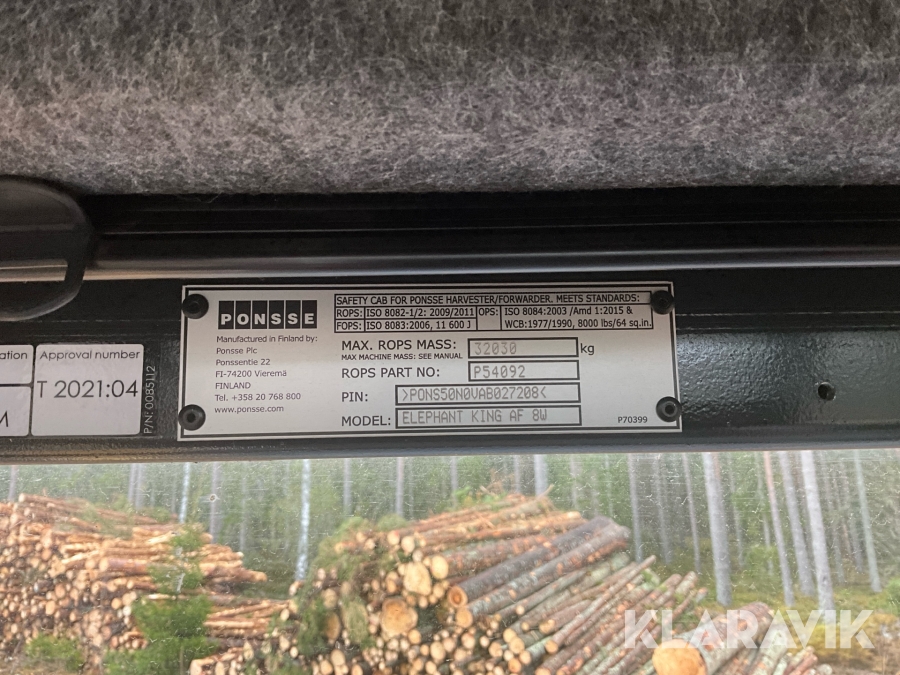 PONSSE
Manufactured in Finland by:
Ponsse Plc
Ponssentie 22
FI-74200 Vieremä
FINLAND
Tel. +358 20 768 800
www.ponsse.com
SAFETY CAB FOR PONSSE HARVESTER/FORWARDER. MEETS STANDARDS:
ROPS: ISO 8082-1/2: 2009/2011 OPS: ISO 8084:2003 /Amd 1:2015 &
FOPS: ISO 8083:2006, 11 600 J WCB:1977/1990, 8000 lbs/64 sq.in.
MAX. ROPS MASS: 32030 kg
MAX MACHINE MASS: SEE MANUAL
ROPS PART NO: P54092
PIN: >PONS50N0VAB027208<
MODEL: ELEPHANT KING AF 8W
P70399
ation
M
Approval number
T 2021:04
P/N: 0085112
KLARAVIK